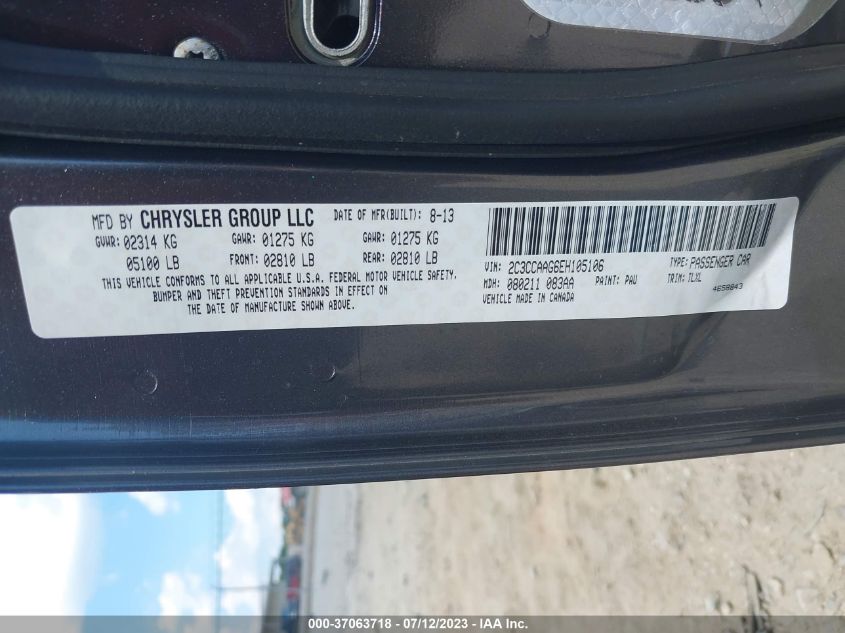 MFD BY CHRYSLER GROUP LLC DATE OF MFR(BUILT): 8-13
GVWR: 02314 KG GAWR: 01275 KG GAWR: 01275 KG
05100 LB FRONT: 02810 LB REAR: 02810 LB
THIS VEHICLE CONFORMS TO ALL APPLICABLE U.S.A. FEDERAL MOTOR VEHICLE SAFETY,
BUMPER AND THEFT PREVENTION STANDARDS IN EFFECT ON
THE DATE OF MANUFACTURE SHOWN ABOVE.
VIN: 2C3CCAAG6EH105106 TYPE: PASSENGER CAR
MDH: 080211 083AA PAINT: PAU TRIM: TLXL
VEHICLE MADE IN CANADA 4658843
000-37063718 - 07/12/2023 - IAA Inc.